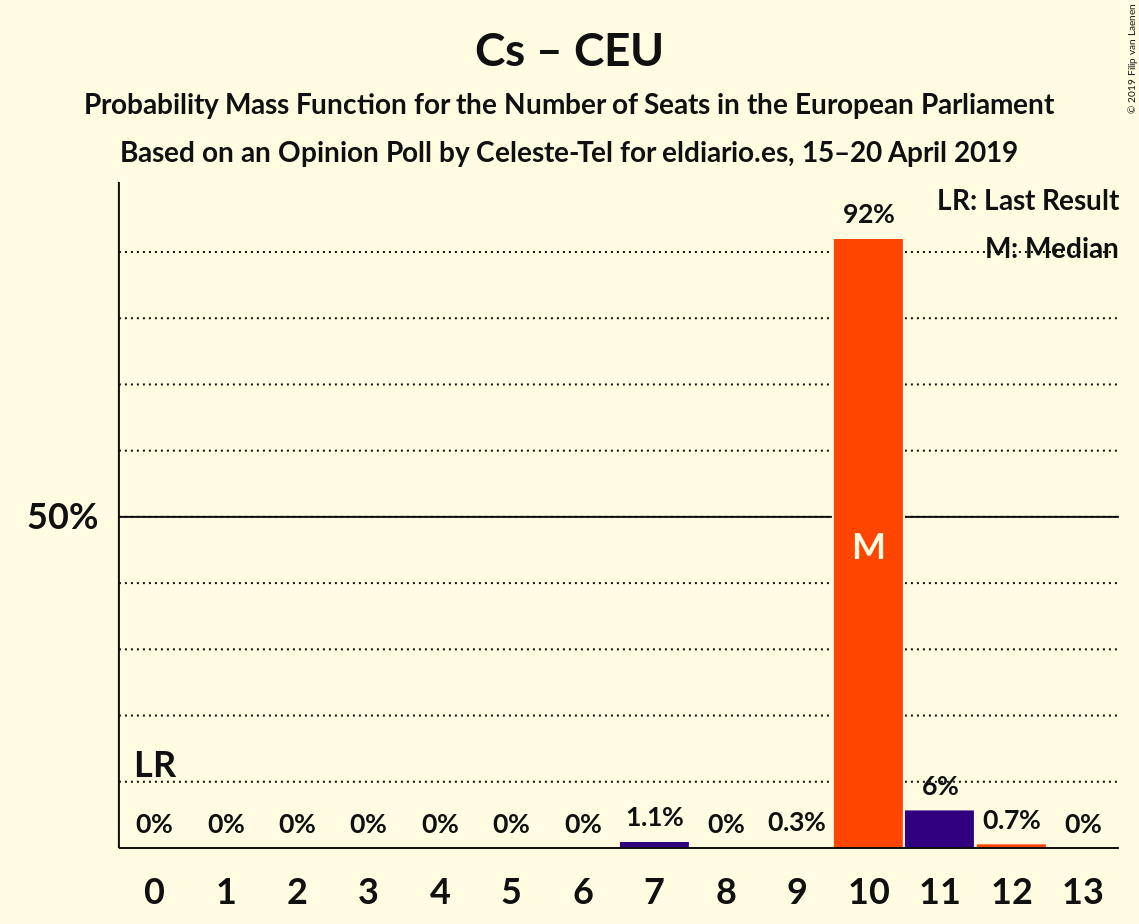 Cs – CEU
Probability Mass Function for the Number of Seats in the European Parliament
Based on an Opinion Poll by Celeste-Tel for eldiario.es, 15–20 April 2019
© 2019 Filip van Laenen
LR: Last Result
M: Median
92%
50%
M
LR
0% 0% 0% 0% 0% 0% 0% 1.1% 0% 0.3% 6% 0.7% 0%
0 1 2 3 4 5 6 7 8 9 10 11 12 13